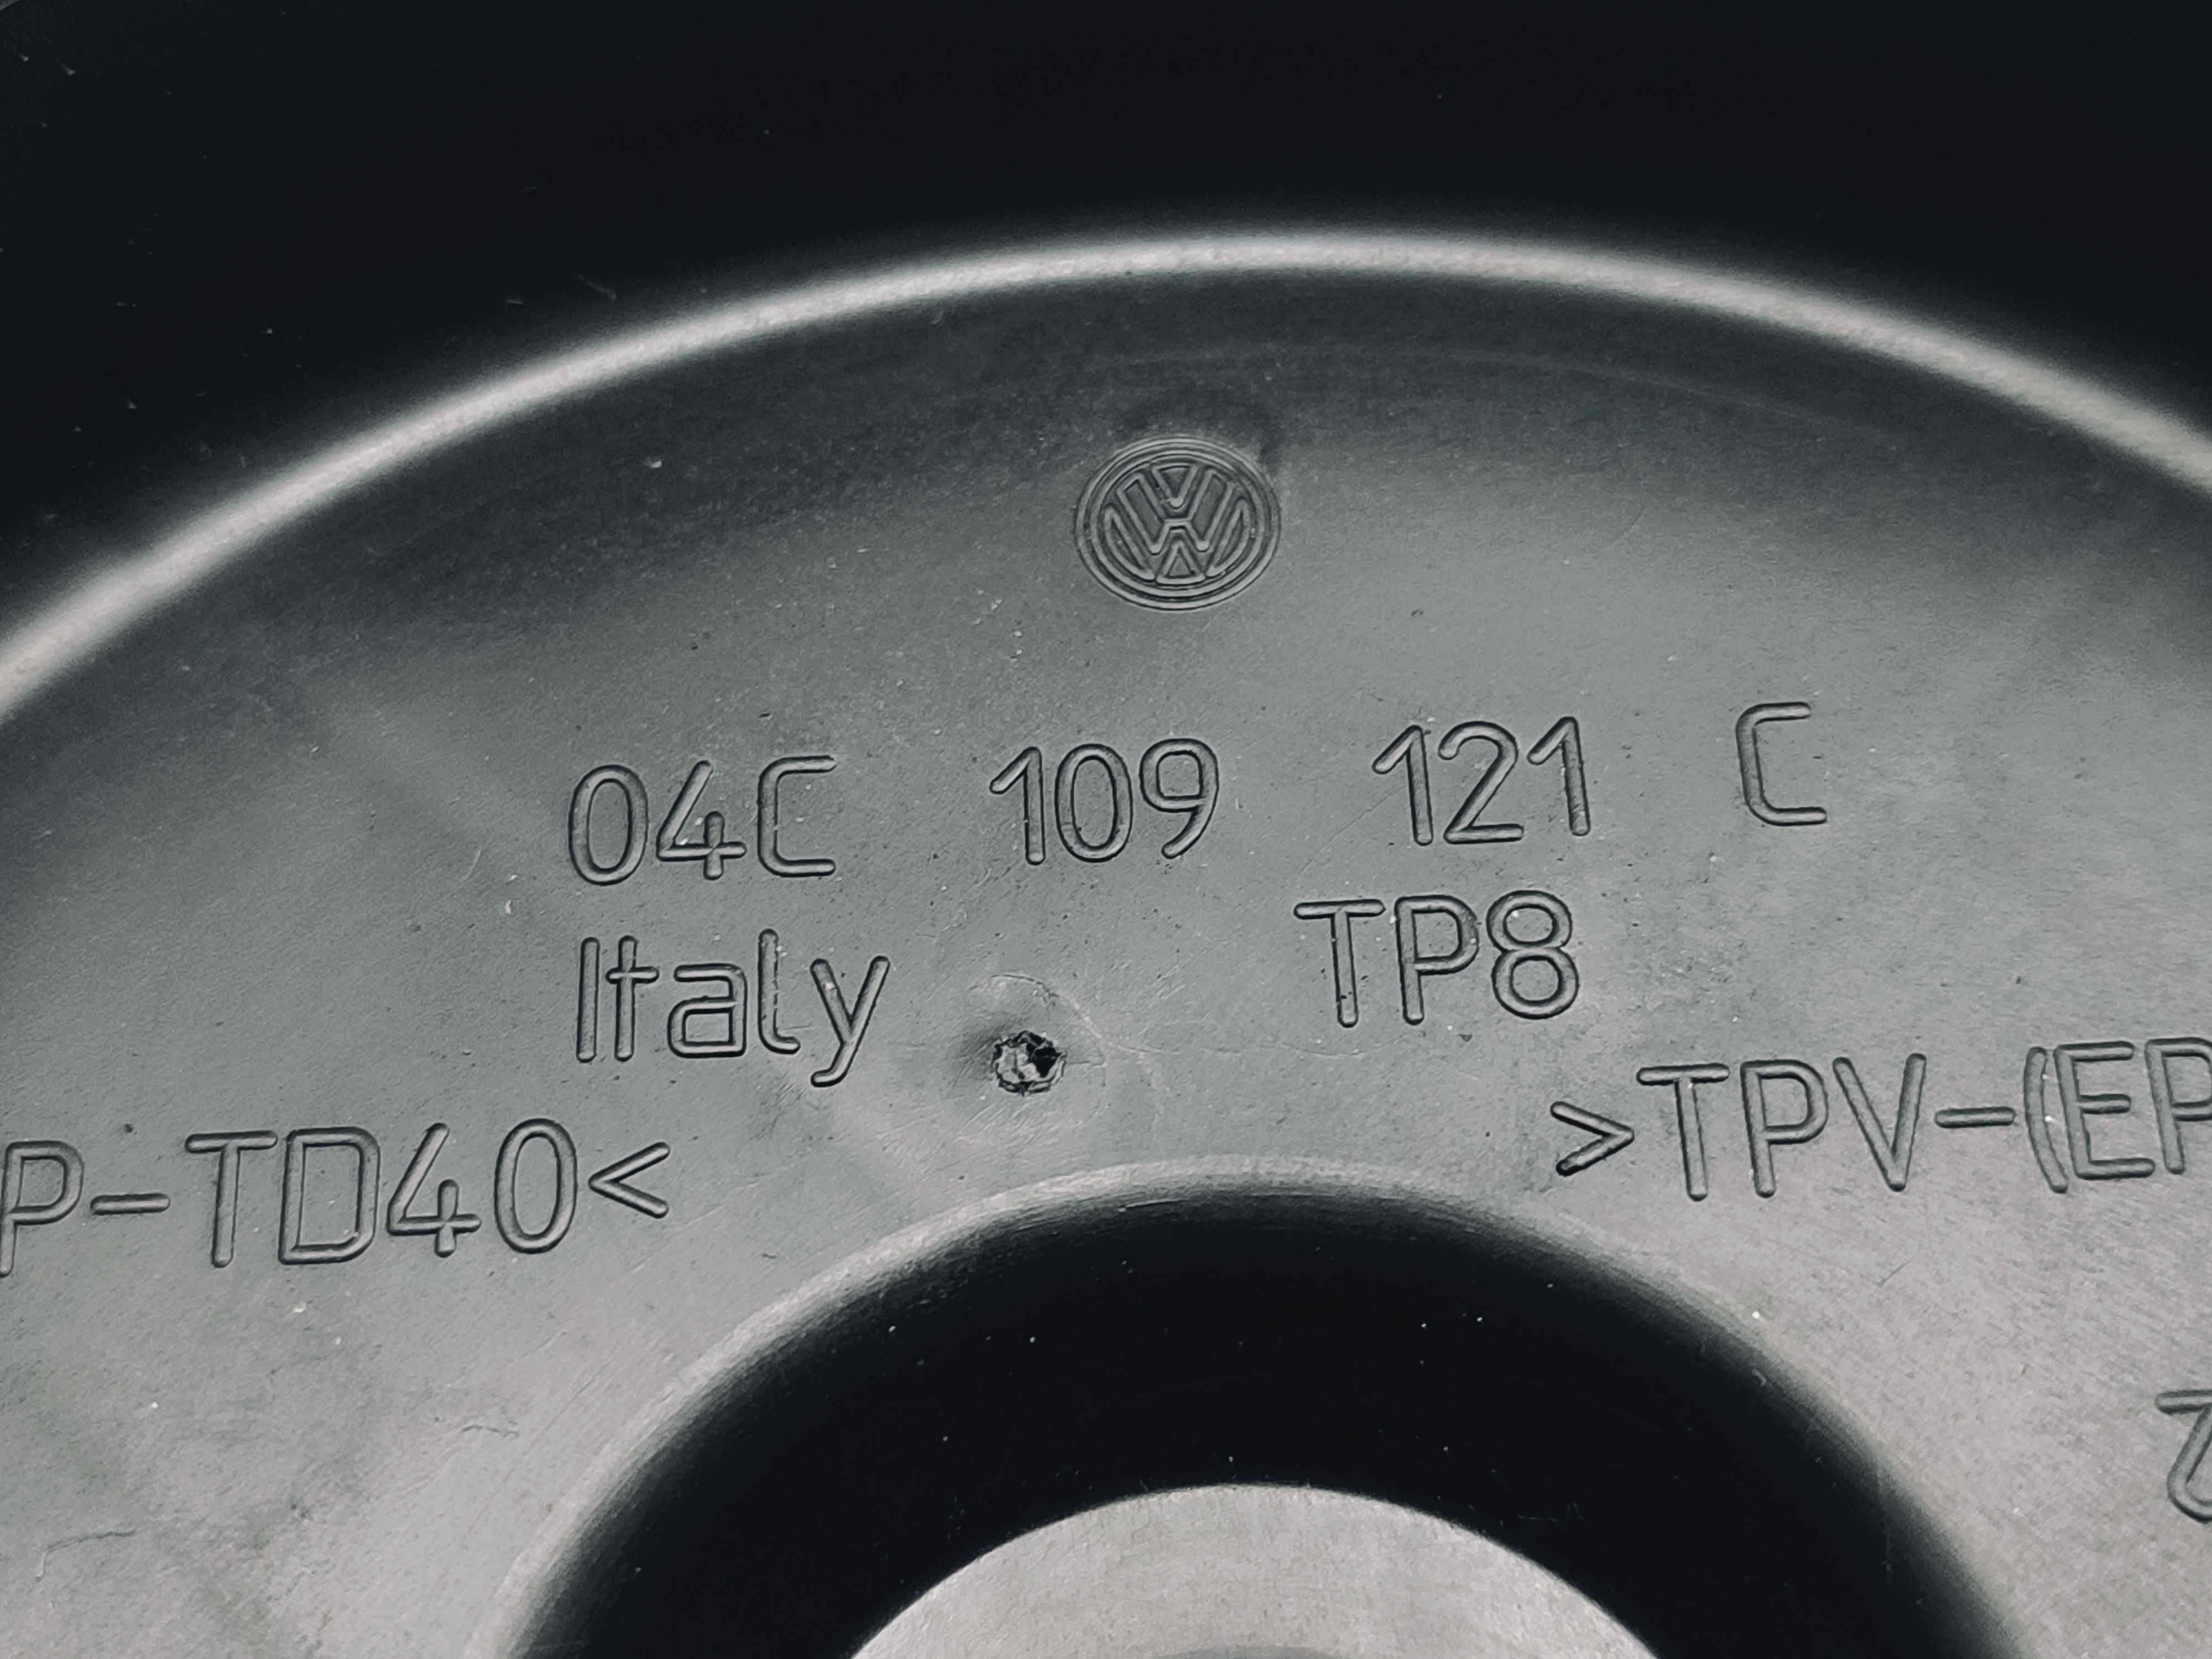 04C 109 121 C
Italy TP8
P-TD40< >TPV-(EP